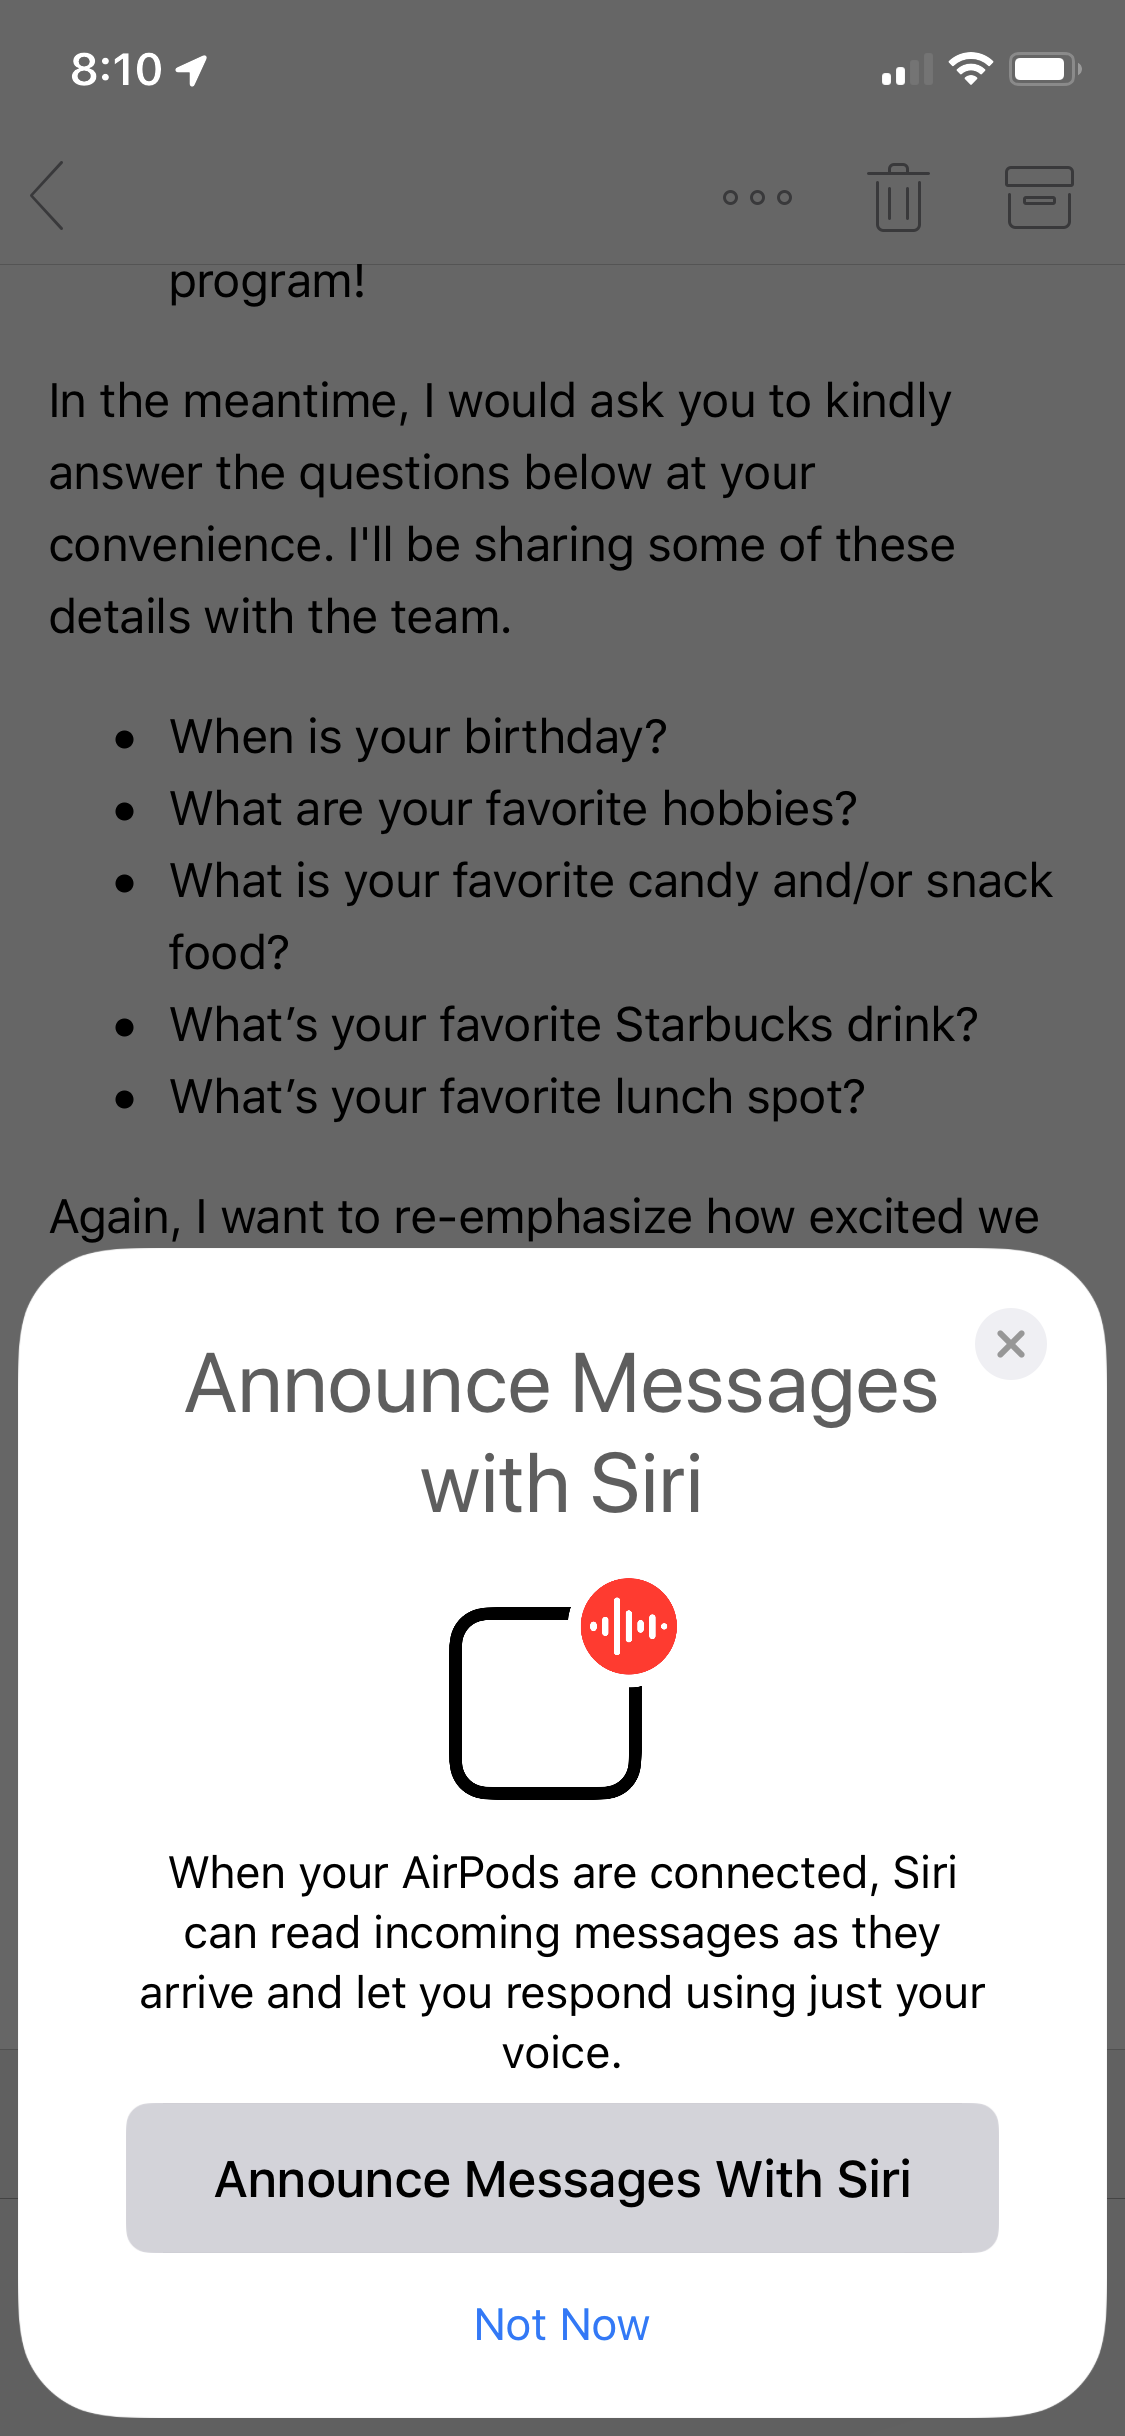 8:10
program!
In the meantime, I would ask you to kindly
answer the questions below at your
convenience. I'll be sharing some of these
details with the team.
• When is your birthday?
• What are your favorite hobbies?
• What is your favorite candy and/or snack
food?
• What’s your favorite Starbucks drink?
• What’s your favorite lunch spot?
Again, I want to re-emphasize how excited we
Announce Messages
with Siri
When your AirPods are connected, Siri
can read incoming messages as they
arrive and let you respond using just your
voice.
Announce Messages With Siri
Not Now